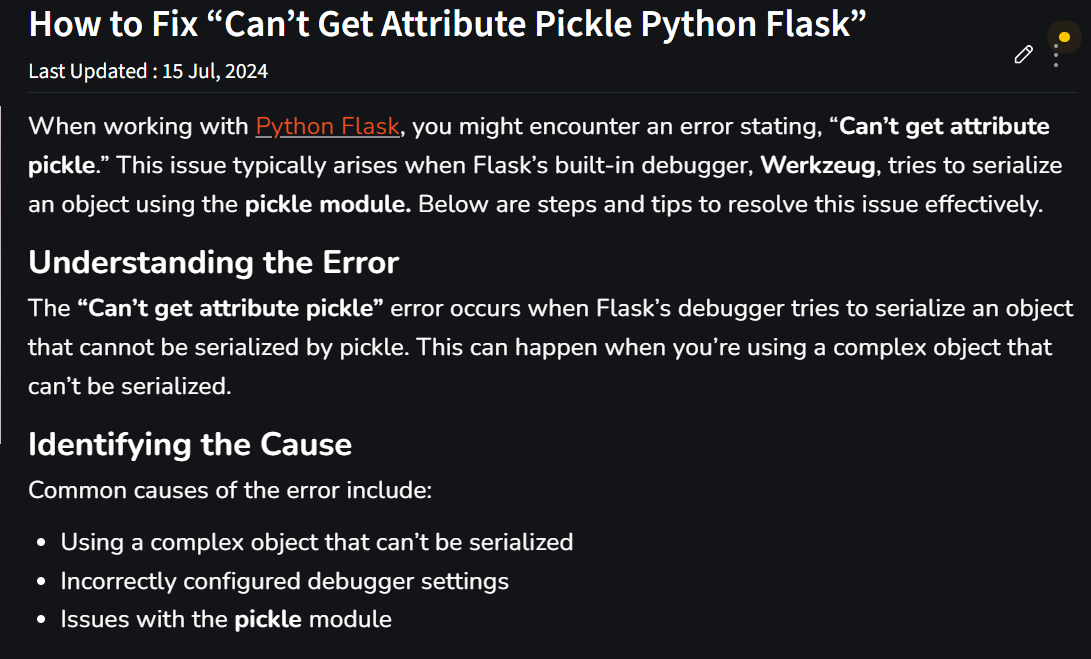 How to Fix “Can’t Get Attribute Pickle Python Flask”
Last Updated : 15 Jul, 2024
When working with Python Flask, you might encounter an error stating, “Can’t get attribute
pickle.” This issue typically arises when Flask’s built-in debugger, Werkzeug, tries to serialize
an object using the pickle module. Below are steps and tips to resolve this issue effectively.
Understanding the Error
The “Can’t get attribute pickle” error occurs when Flask’s debugger tries to serialize an object
that cannot be serialized by pickle. This can happen when you’re using a complex object that
can’t be serialized.
Identifying the Cause
Common causes of the error include:
• Using a complex object that can’t be serialized
• Incorrectly configured debugger settings
• Issues with the pickle module